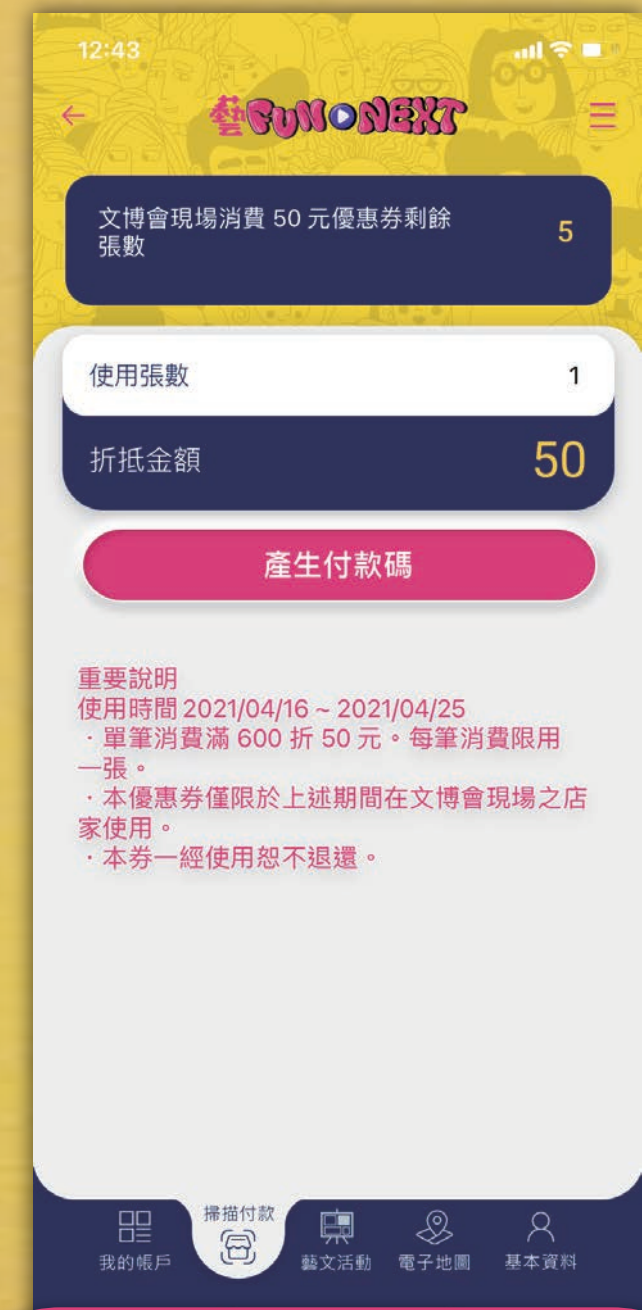 12:43
藝FUN NEXT
文博會現場消費 50 元優惠券剩餘
張數
5
使用張數
1
折抵金額
50
產生付款碼
重要說明
使用時間 2021/04/16 ~ 2021/04/25
·單筆消費滿 600 折 50 元。每筆消費限用
一張。
·本優惠券僅限於上述期間在文博會現場之店
家使用。
·本券一經使用恕不退還。
我的帳戶
掃描付款
藝文活動
電子地圖
基本資料